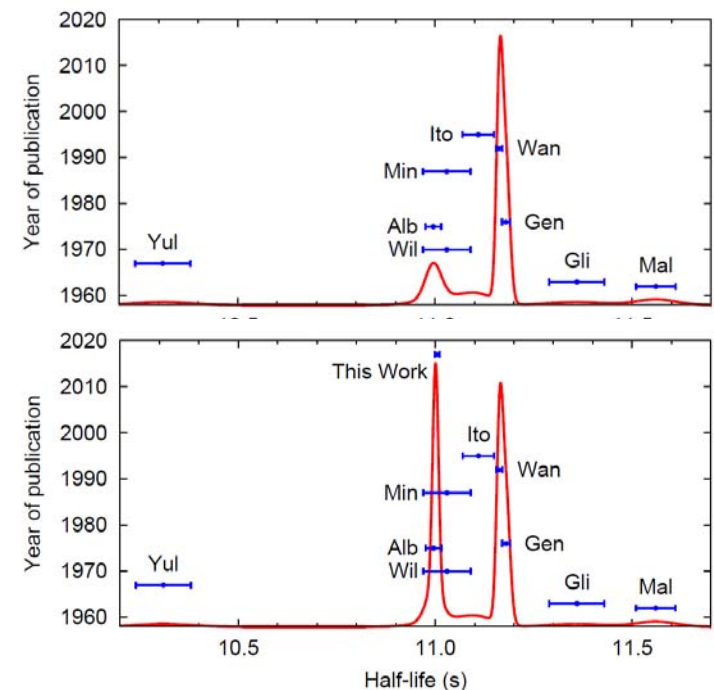 2020
2010
2000
1990
1980
1970
1960
Year of publication
Ito
Wan
Min
Alb
Wil
Gen
Yul
Gli
Mal
2020
2010
2000
1990
1980
1970
1960
Year of publication
This Work
Ito
Wan
Min
Alb
Wil
Gen
Yul
Gli
Mal
10.5 11.0 11.5
Half-life (s)